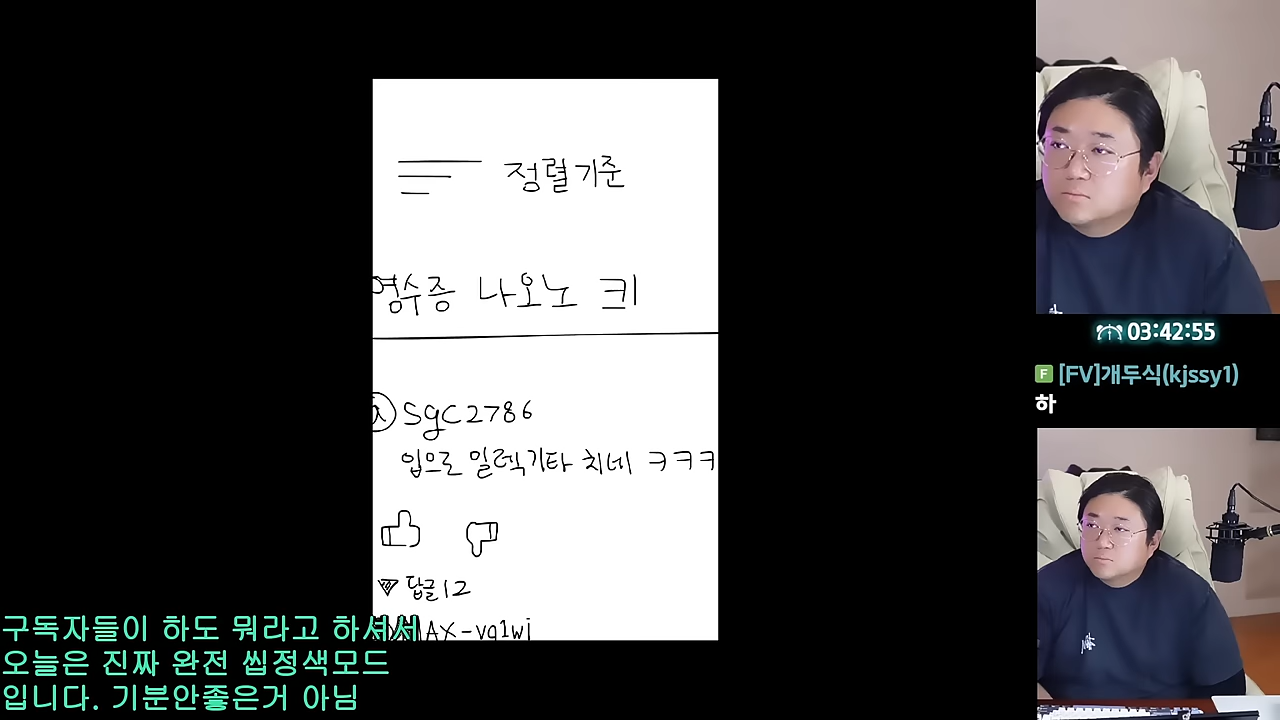 정렬기준
영수증 나오노 크기
sgc2786
입으로 일렉기타 치네 ㅋㅋㅋ
답글12
구독자들이 하도 뭐라고 하셔서
오늘은 진짜 완전 씹정색모드
입니다. 기분안좋은거 아님
03:42:55
F [FV]개두식(kjssy1)
하